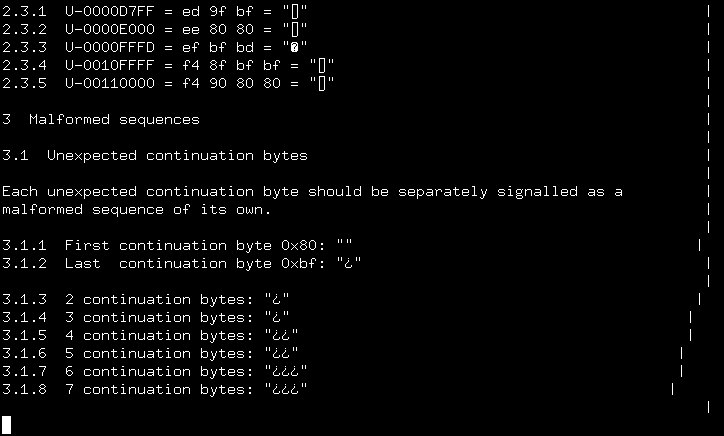 2.3.1  U-0000D7FF = ed 9f bf = "▯" |
2.3.2  U-0000E000 = ee 80 80 = "▯" |
2.3.3  U-0000FFFD = ef bf bd = "�" |
2.3.4  U-0010FFFF = f4 8f bf bf = "▯" |
2.3.5  U-00110000 = f4 90 80 80 = "▯" |
|
3  Malformed sequences |
|
3.1  Unexpected continuation bytes |
|
Each unexpected continuation byte should be separately signalled as a |
malformed sequence of its own. |
|
3.1.1  First continuation byte 0x80: "" |
3.1.2  Last  continuation byte 0xbf: "¿" |
|
3.1.3  2 continuation bytes: "¿" |
3.1.4  3 continuation bytes: "¿" |
3.1.5  4 continuation bytes: "¿¿" |
3.1.6  5 continuation bytes: "¿¿" |
3.1.7  6 continuation bytes: "¿¿¿" |
3.1.8  7 continuation bytes: "¿¿¿" |
|